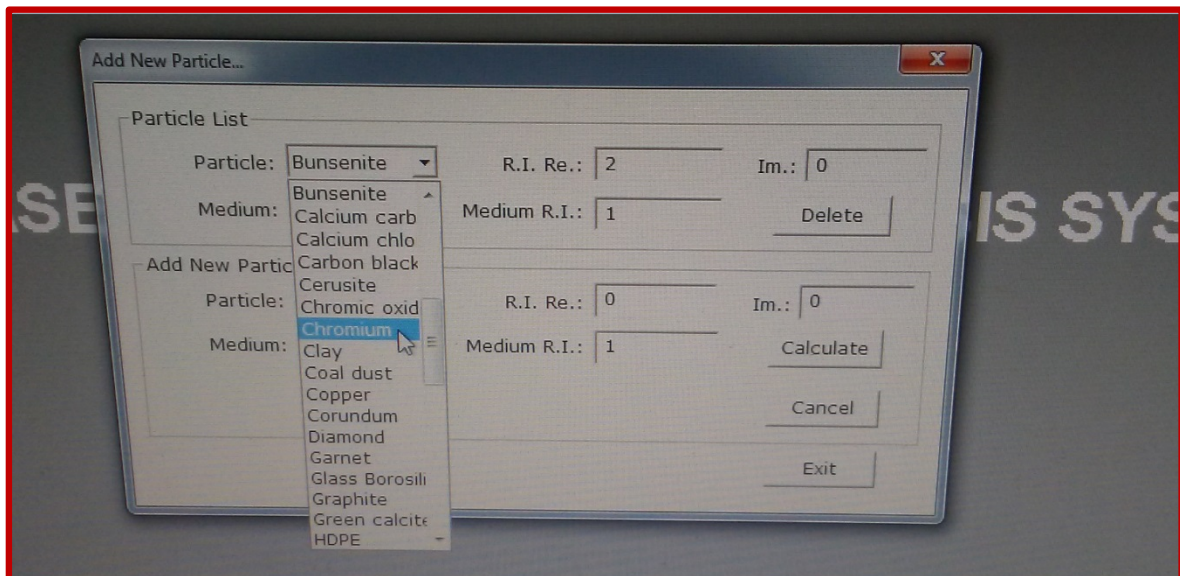 Add New Particle...
x
Particle List
Particle: Bunsenite R.I. Re.: 2 Im.: 0
Medium: Medium R.I.: 1 Delete
Bunsenite
Calcium carb
Calcium chlo
Carbon black
Cerusite
Chromic oxid
Chromium
Clay
Coal dust
Copper
Corundum
Diamond
Garnet
Glass Borosili
Graphite
Green calcite
HDPE
Add New Partic
Particle: R.I. Re.: 0 Im.: 0
Medium: Medium R.I.: 1 Calculate
Cancel
Exit
SE IS SYS